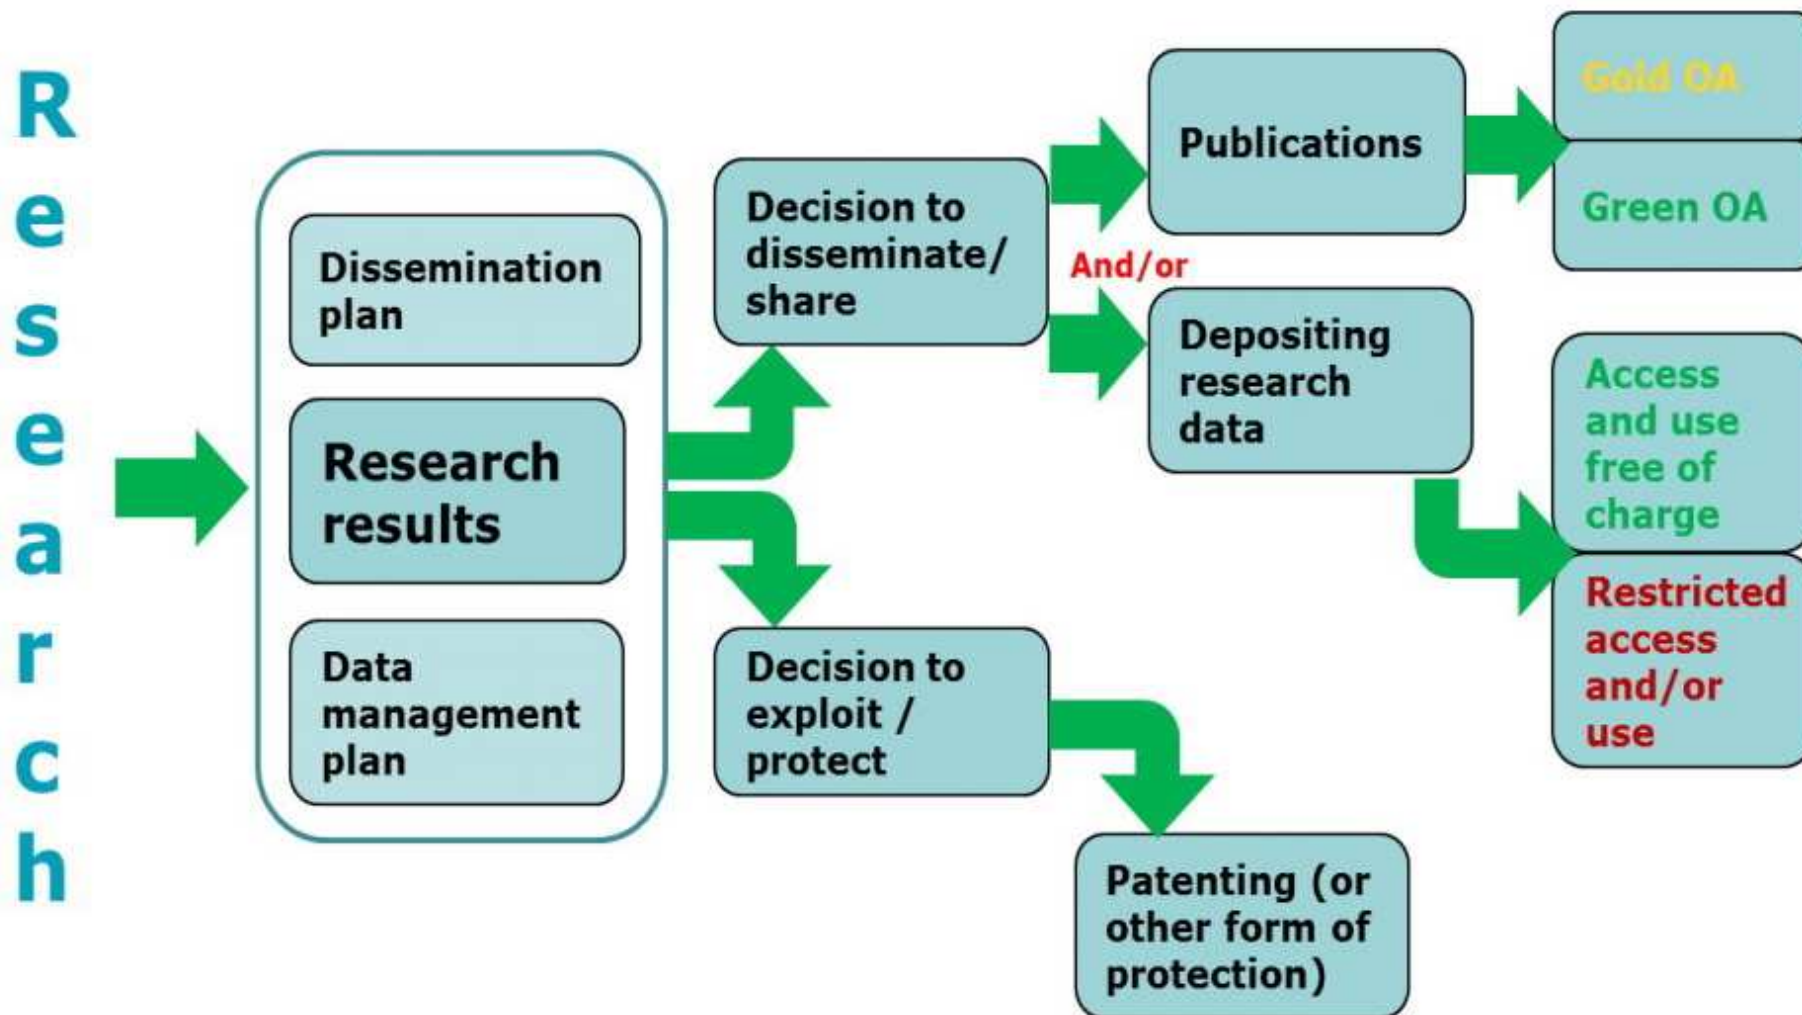 Research
Dissemination
plan
Research
results
Data
management
plan
Decision to
disseminate/
share
And/or
Decision to
exploit /
protect
Publications
Depositing
research
data
Patenting (or
other form of
protection)
Gold OA
Green OA
Access
and use
free of
charge
Restricted
access
and/or
use